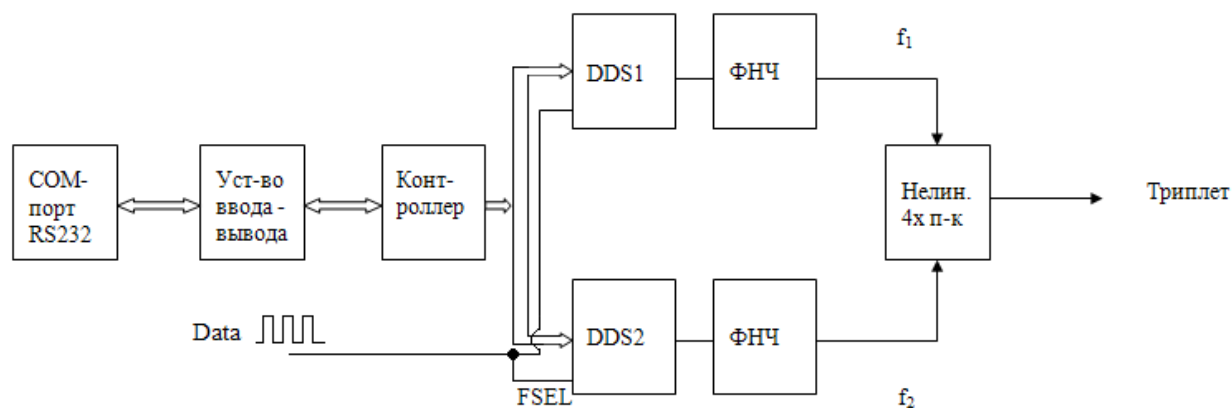 DDS1
ФНЧ
f₁
COM-
порт
RS232
Уст-во
ввода -
вывода
Конт-
роллер
Нелин.
4х п-к
Триплет
Data
DDS2
ФНЧ
FSEL
f₂